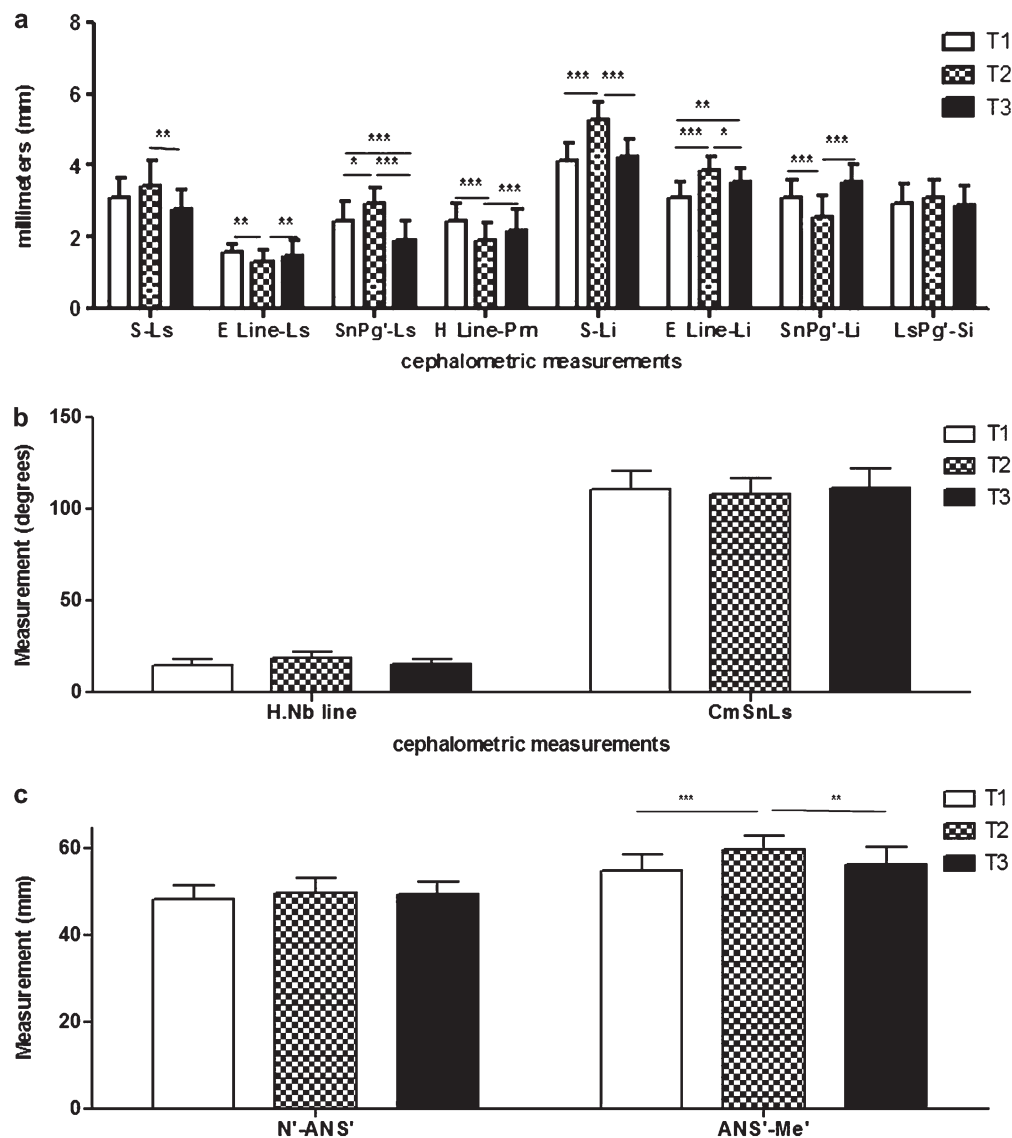 a
8
6
4
2
0
millimeters (mm)
T1
T2
T3
**
** **
***
* ***
*** ***
*** ***
**
*** *
*** ***
S-Ls E Line-Ls SnPg'-Ls H Line-Prn S-Li E Line-Li SnPg'-Li LsPg'-Si
cephalometric measurements
b
150
100
50
0
Measurement (degrees)
T1
T2
T3
H.Nb line CmSnLs
cephalometric measurements
c
60
40
20
0
Measurement (mm)
T1
T2
T3
*** **
N'-ANS' ANS'-Me'